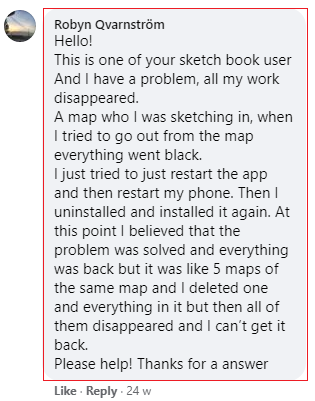 Robyn Qvarnström
Hello!
This is one of your sketch book user
And I have a problem, all my work
disappeared.
A map who I was sketching in, when
I tried to go out from the map
everything went black.
I just tried to just restart the app
and then restart my phone. Then I
uninstalled and installed it again. At
this point I believed that the
problem was solved and everything
was back but it was like 5 maps of
the same map and I deleted one
and everything in it but then all of
them disappeared and I can't get it
back.
Please help! Thanks for a answer
Like · Reply · 24 w